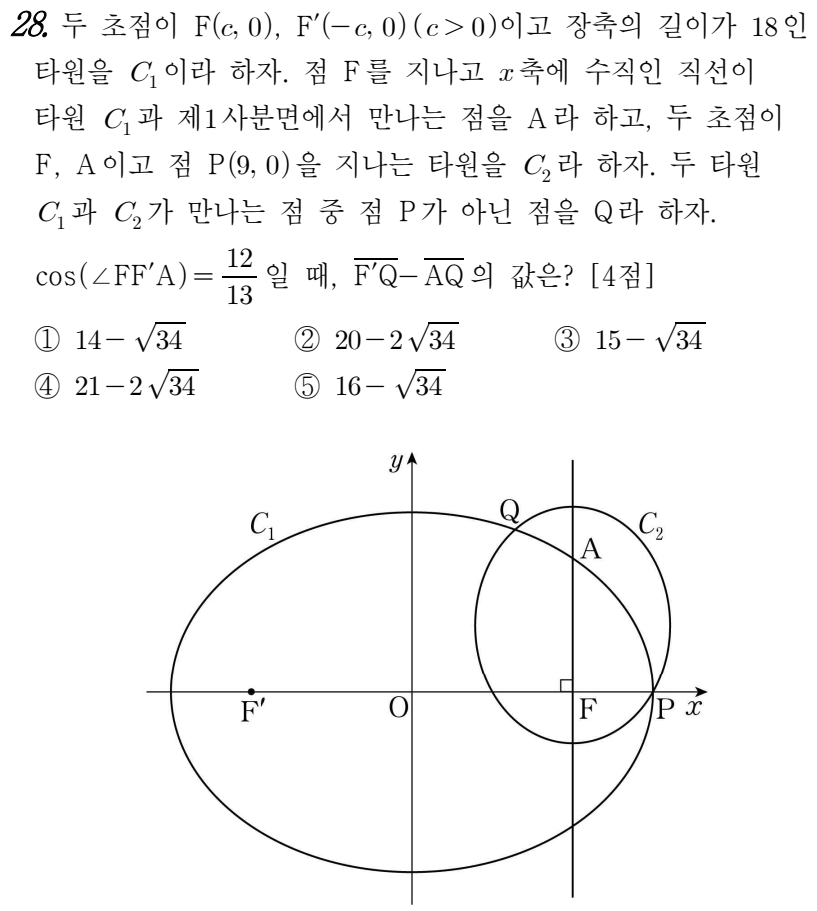 28. 두 초점이 F(c, 0), F′(−c, 0) (c > 0)이고 장축의 길이가 18인
타원을 C₁이라 하자. 점 F를 지나고 x축에 수직인 직선이
타원 C₁과 제1사분면에서 만나는 점을 A라 하고, 두 초점이
F, A이고 점 P(9, 0)을 지나는 타원을 C₂라 하자. 두 타원
C₁과 C₂가 만나는 점 중 점 P가 아닌 점을 Q라 하자.
cos(∠FF′A) = 12/13 일 때, F̅′̅Q̅ − A̅Q̅의 값은? [4점]
① 14 − √34 ② 20 − 2√34 ③ 15 − √34
④ 21 − 2√34 ⑤ 16 − √34
y
Q
C₁
C₂
A
F′
O
F
P
x